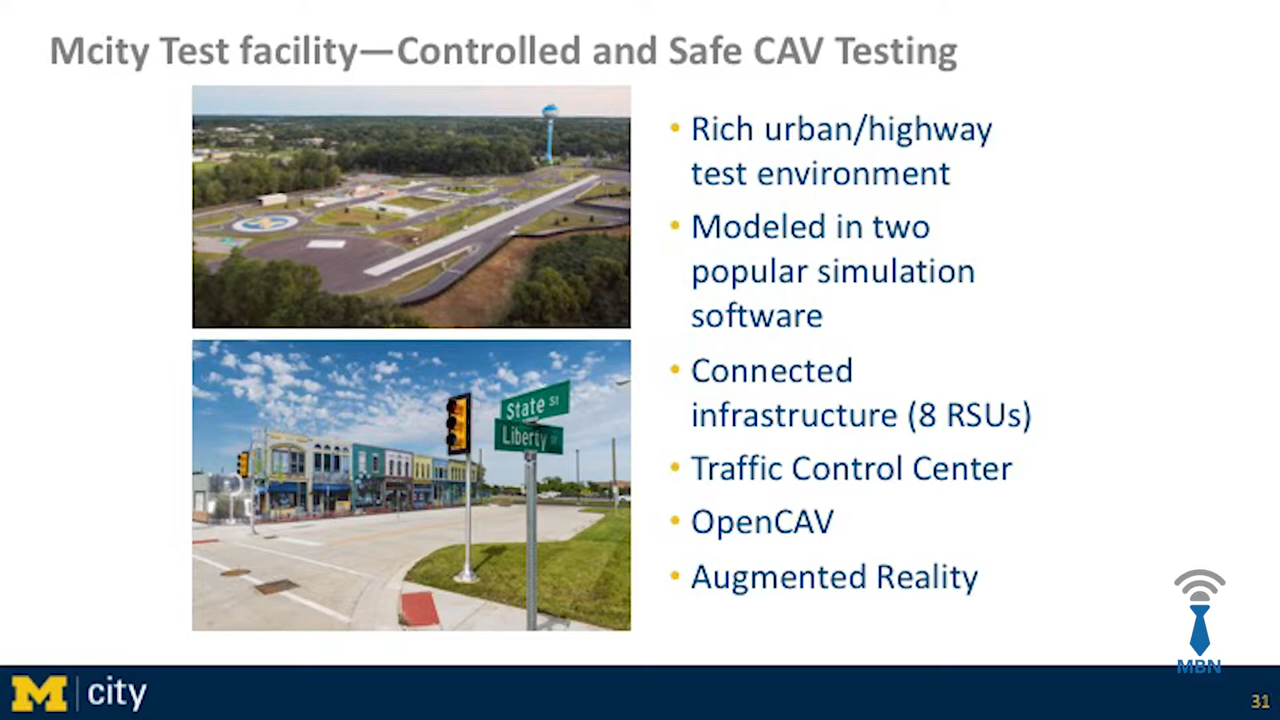 Mcity Test facility—Controlled and Safe CAV Testing
• Rich urban/highway
test environment
• Modeled in two
popular simulation
software
• Connected
infrastructure (8 RSUs)
• Traffic Control Center
• OpenCAV
• Augmented Reality
State St
Liberty
MBN
M city
31